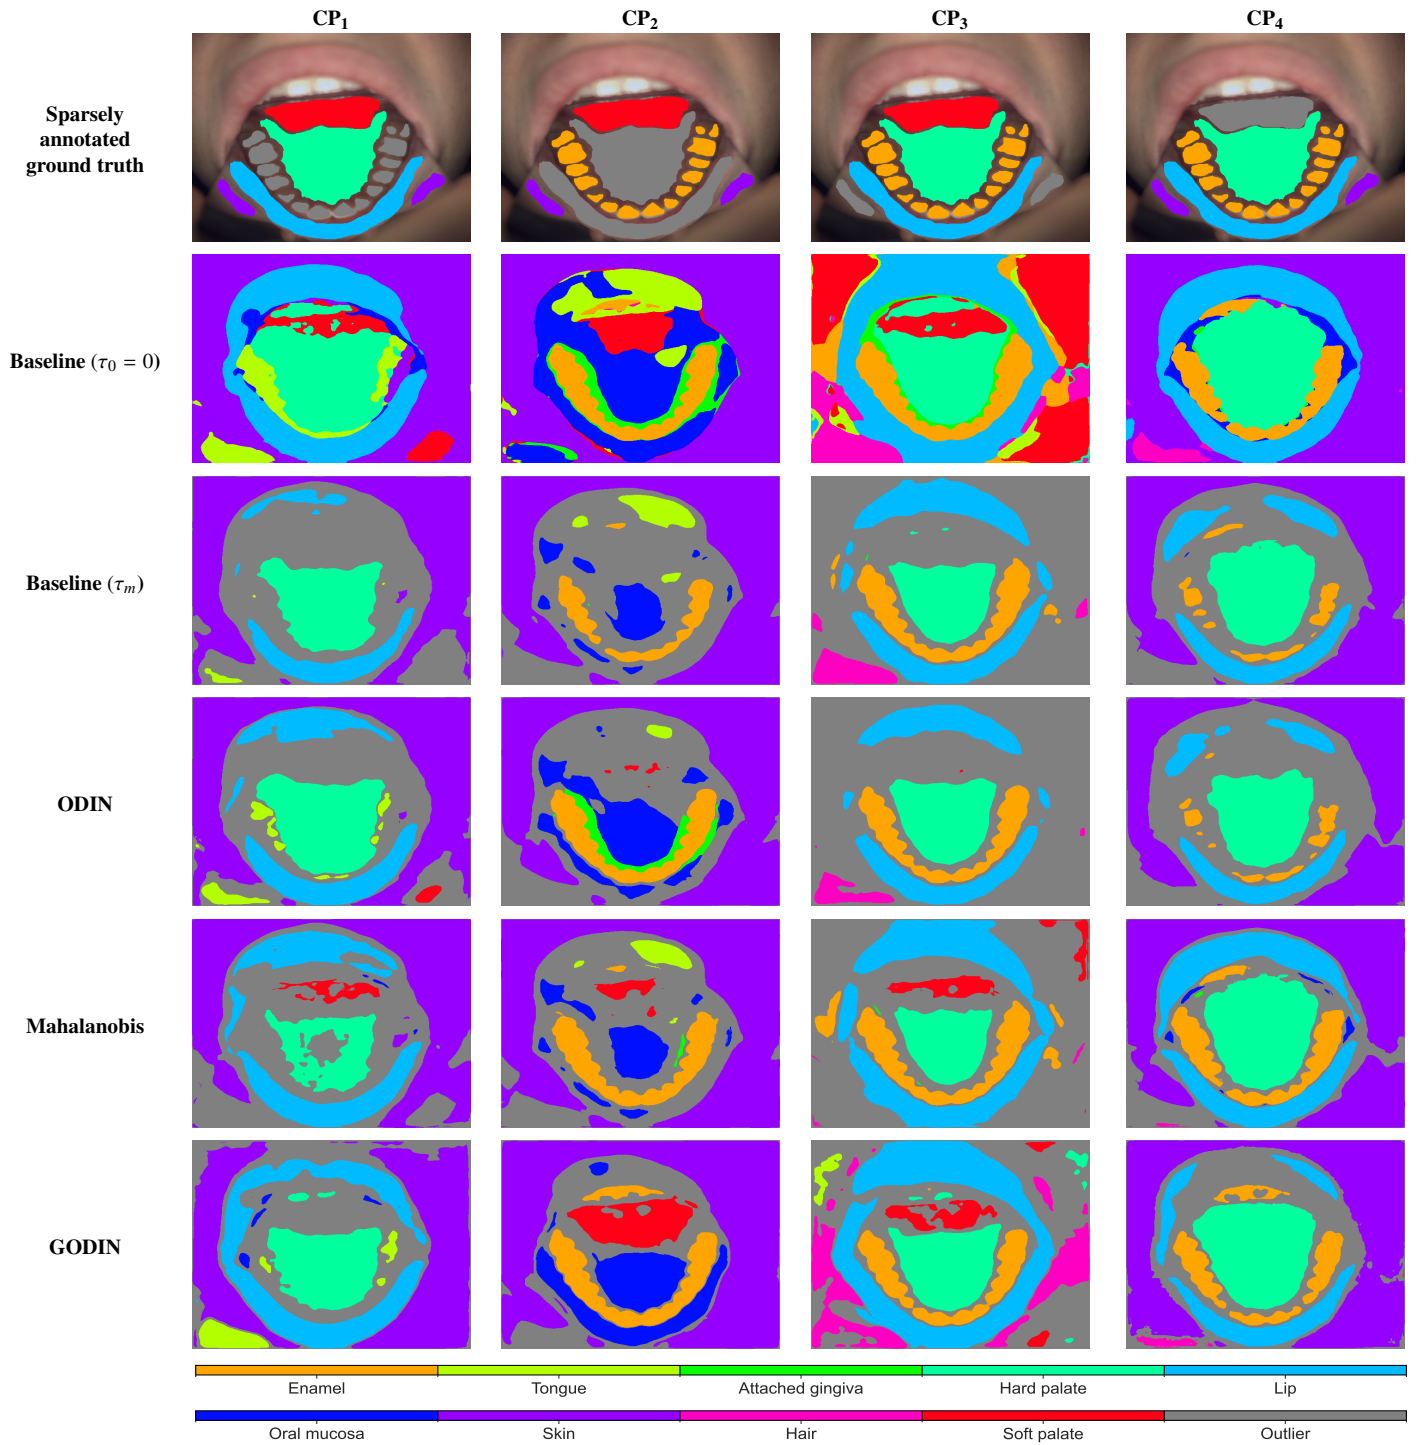 CP1 CP2 CP3 CP4
Sparsely
annotated
ground truth
Baseline (τ0 = 0)
Baseline (τm)
ODIN
Mahalanobis
GODIN
Enamel Tongue Attached gingiva Hard palate Lip
Oral mucosa Skin Hair Soft palate Outlier